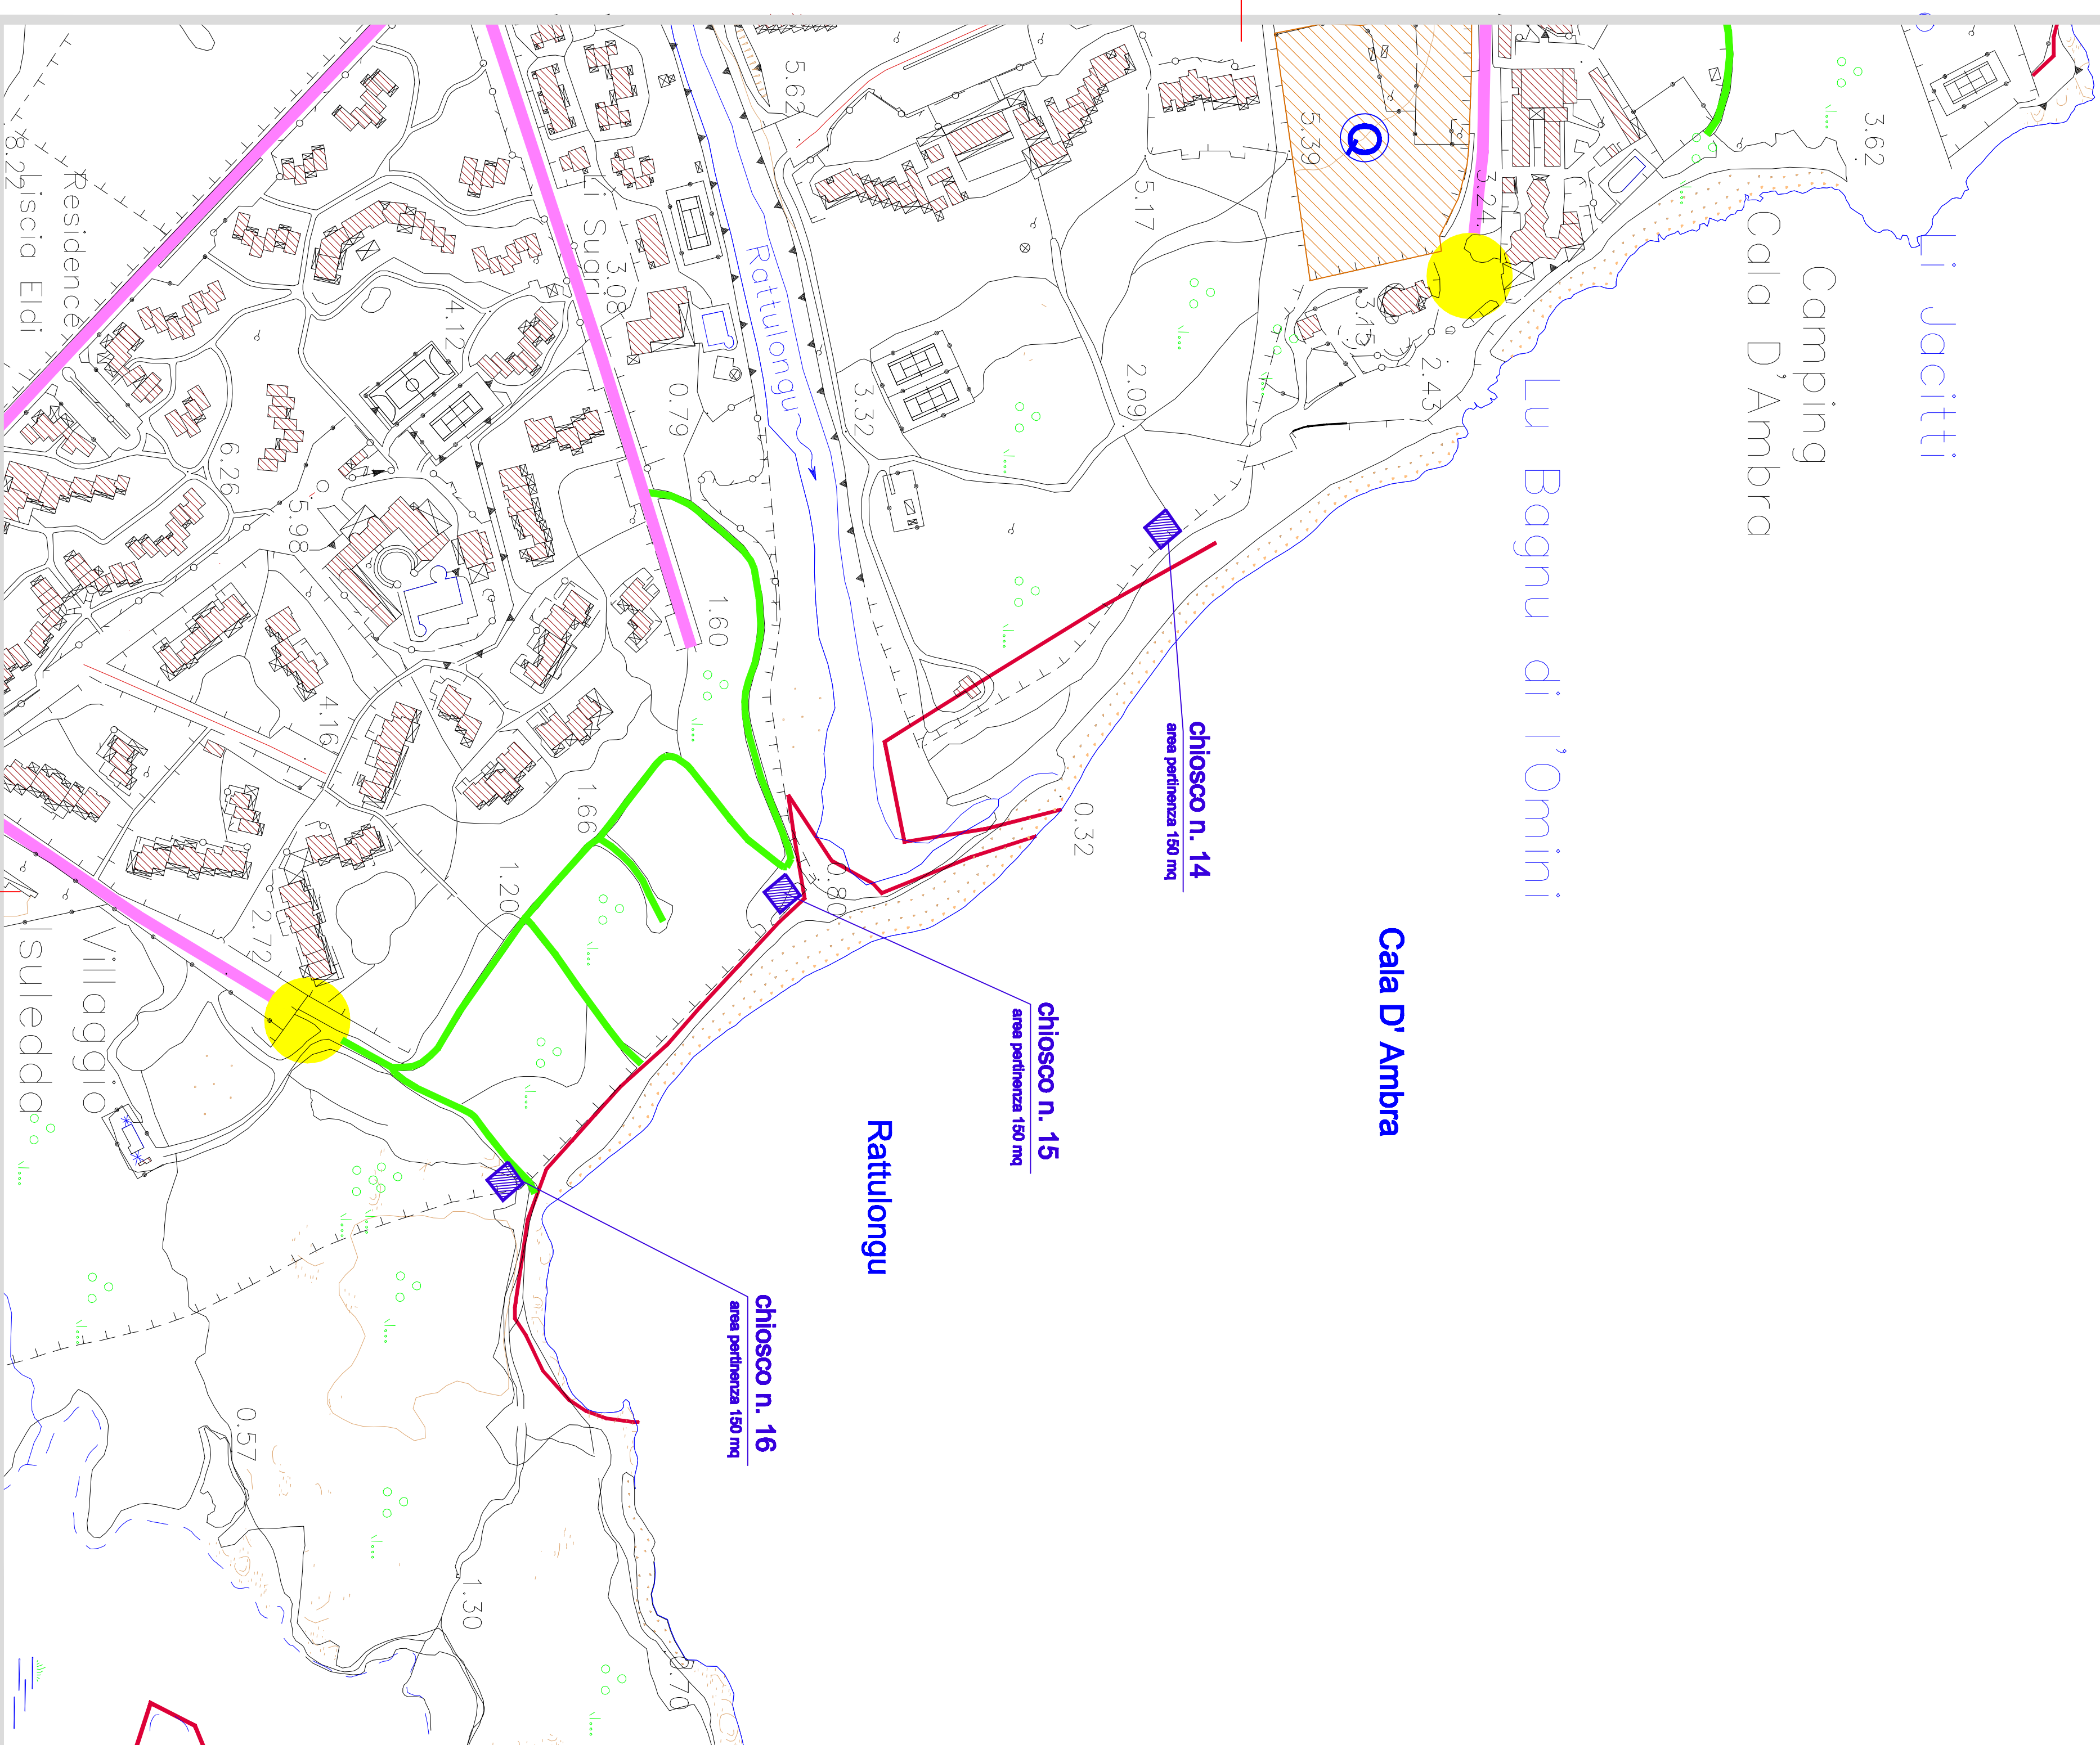 Li Jacitti
Camping
Cala D'Ambra
3.62
Lu Bagnu di l'Omini
Cala D' Ambra
Q
5.39
3.24
3.15
2.43
5.17
2.09
chiosco n. 14
area pertinenza 150 mq
0.32
chiosco n. 15
area pertinenza 150 mq
Rattulongu
5.62
3.32
Rattulongu
0.80
chiosco n. 16
area pertinenza 150 mq
Li Suari
3.08
0.79
1.60
1.66
1.20
4.12
5.98
4.16
6.26
2.72
Residence
Liscia Eldi
8.22
Villaggio
Isuledda
0.57
1.30